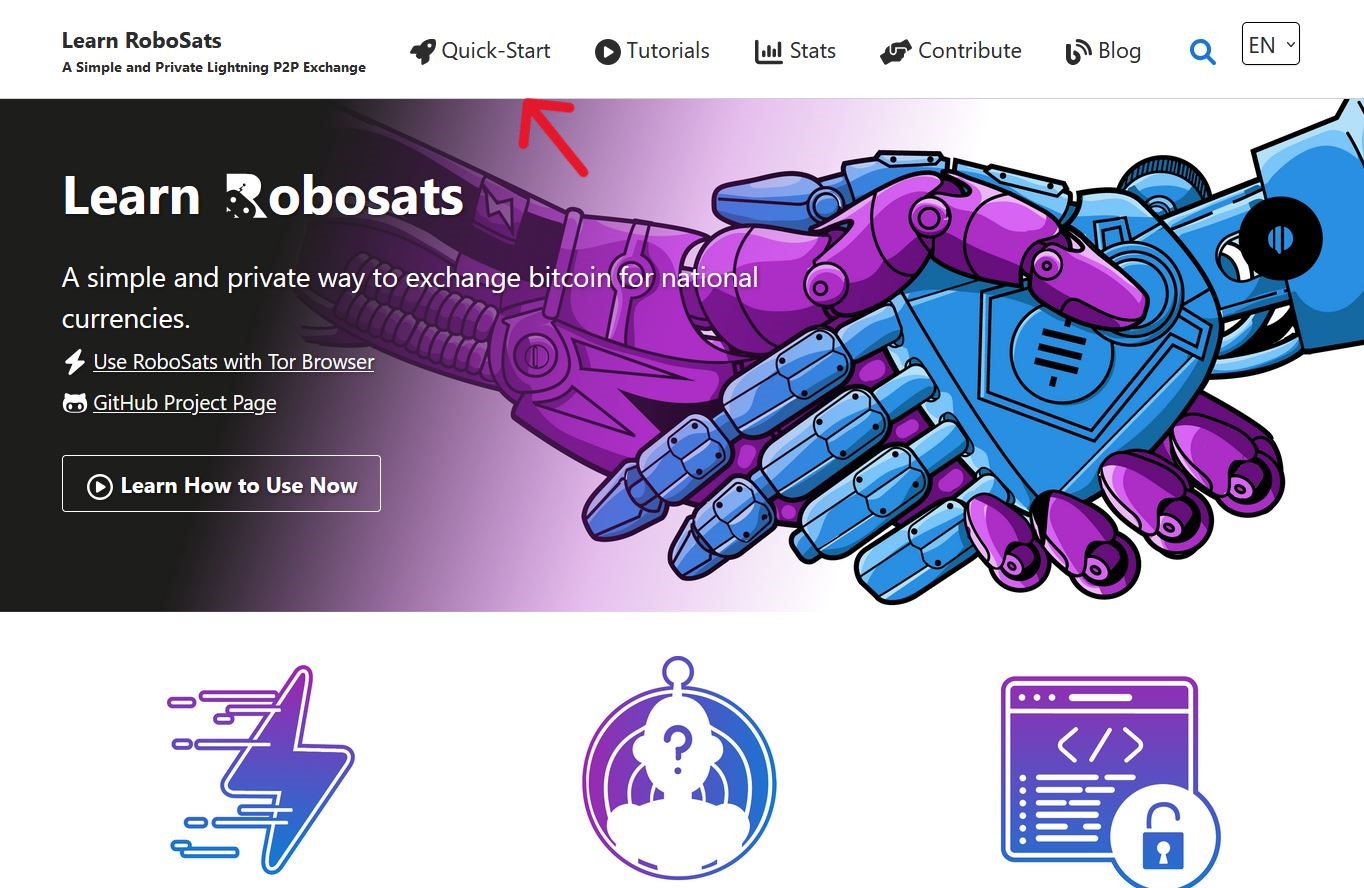 Learn RoboSats
A Simple and Private Lightning P2P Exchange
Quick-Start
Tutorials
Stats
Contribute
Blog
EN
Learn Robosats
A simple and private way to exchange bitcoin for national
currencies.
Use RoboSats with Tor Browser
GitHub Project Page
Learn How to Use Now
?
</>